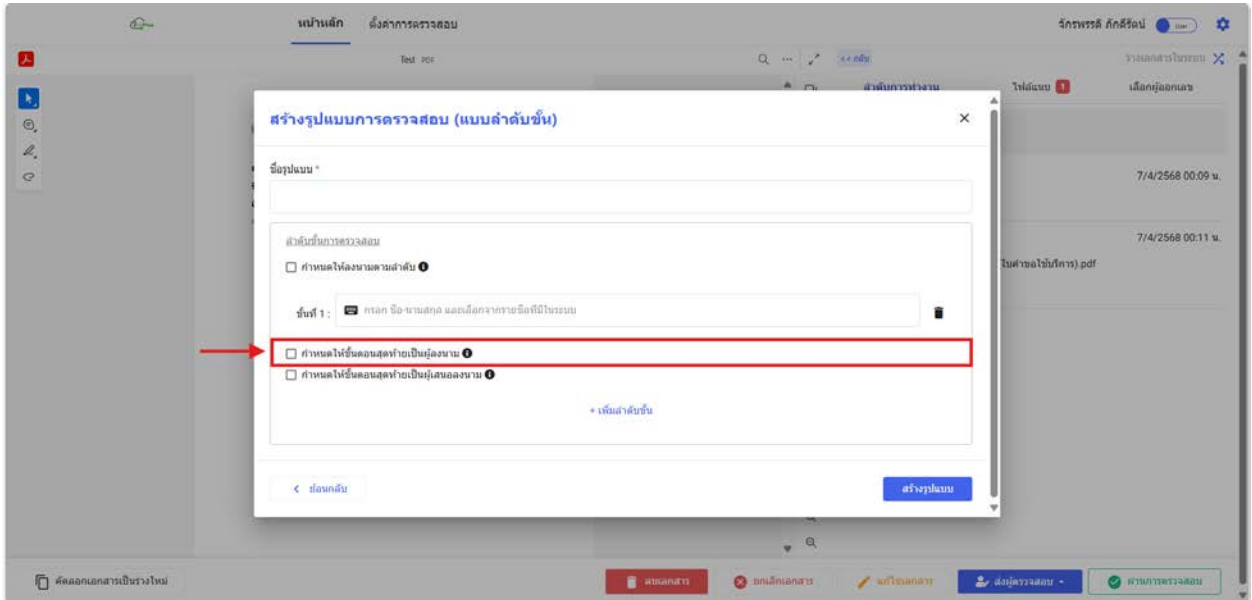 หน้าหลัก ตั้งค่าการตรวจสอบ จักรพรรดิ ภักดีรัตน์ User
Test PDF << กลับ รางเอกสารในระบบ
ลำดับการทำงาน ไฟล์แนบ 1 เลือกผู้ออกเลข
สร้างรูปแบบการตรวจสอบ (แบบลำดับขั้น)
ชื่อรูปแบบ *
7/4/2568 00:09 น.
ลำดับขั้นการตรวจสอบ
7/4/2568 00:11 น.
กำหนดให้ลงนามตามลำดับ
ใบคำขอใช้บริการ).pdf
ขั้นที่ 1 : กรอก ชื่อ-นามสกุล และเลือกจากรายชื่อที่มีในระบบ
กำหนดให้ขั้นตอนสุดท้ายเป็นผู้ลงนาม
กำหนดให้ขั้นตอนสุดท้ายเป็นผู้เสนอลงนาม
+ เพิ่มลำดับขั้น
< ย้อนกลับ สร้างรูปแบบ
คัดลอกเอกสารเป็นร่างใหม่ ลบเอกสาร ยกเลิกเอกสาร แก้ไขเอกสาร ส่งผู้ตรวจสอบ ผ่านการตรวจสอบ